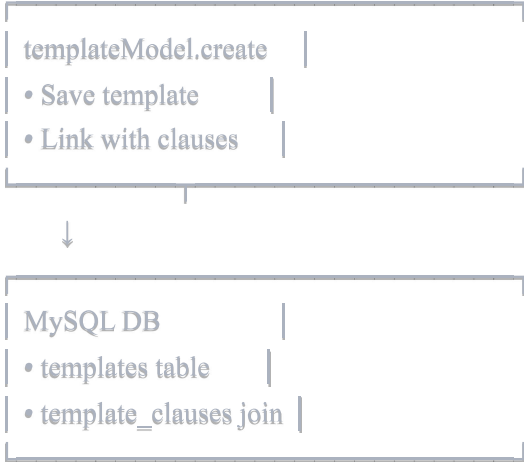 templateModel.create
• Save template
• Link with clauses
↓
MySQL DB
• templates table
• template_clauses join